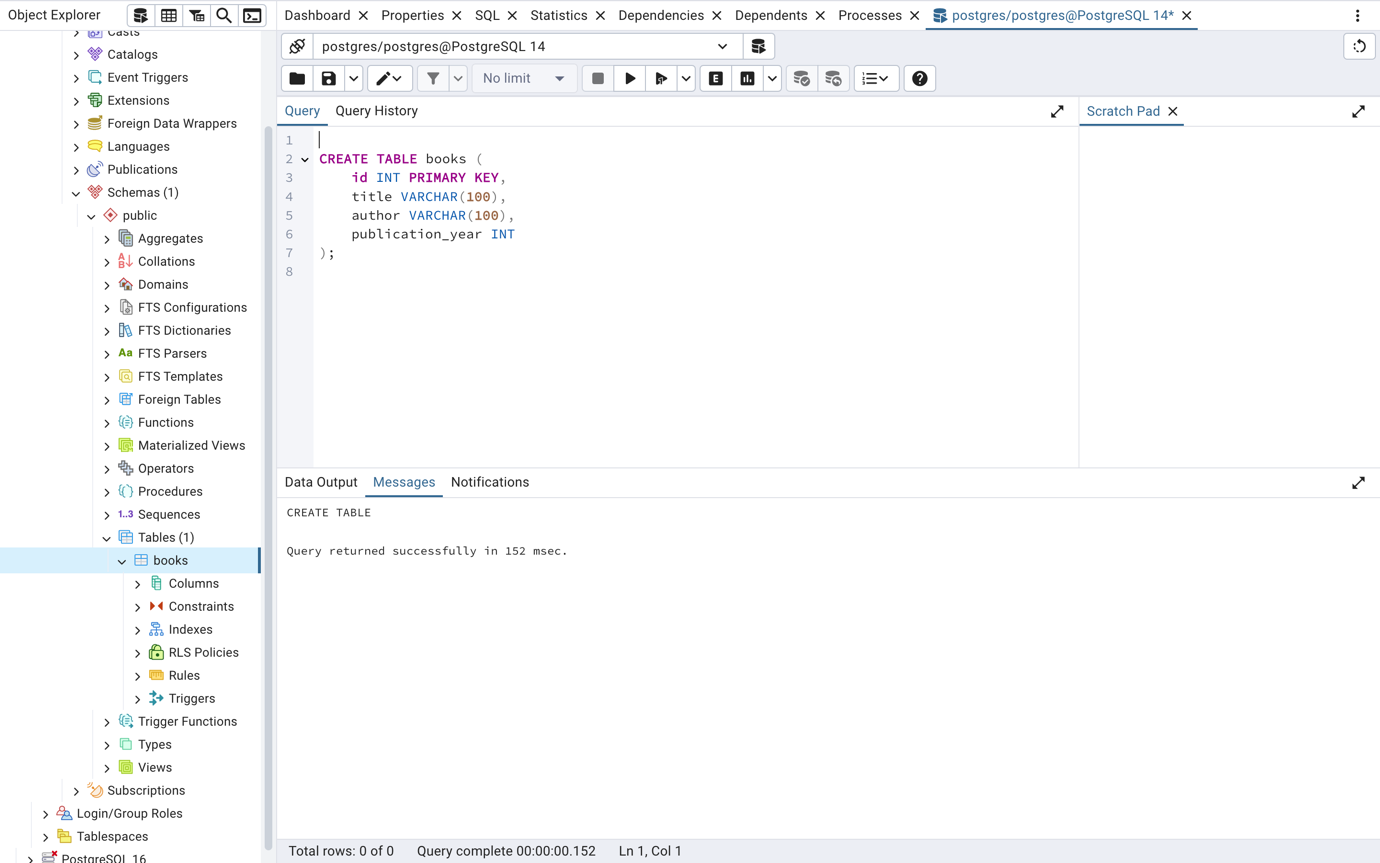 Object Explorer
Dashboard
Properties
SQL
Statistics
Dependencies
Dependents
Processes
postgres/postgres@PostgreSQL 14*
Casts
Catalogs
Event Triggers
Extensions
Foreign Data Wrappers
Languages
Publications
Schemas (1)
public
Aggregates
Collations
Domains
FTS Configurations
FTS Dictionaries
Aa FTS Parsers
FTS Templates
Foreign Tables
Functions
Materialized Views
Operators
Procedures
1..3 Sequences
Tables (1)
books
Columns
Constraints
Indexes
RLS Policies
Rules
Triggers
Trigger Functions
Types
Views
Subscriptions
Login/Group Roles
Tablespaces
PostgreSQL 16
postgres/postgres@PostgreSQL 14
No limit
E
Query
Query History
Scratch Pad
1
2 CREATE TABLE books (
3 id INT PRIMARY KEY,
4 title VARCHAR(100),
5 author VARCHAR(100),
6 publication_year INT
7 );
8
Data Output
Messages
Notifications
CREATE TABLE
Query returned successfully in 152 msec.
Total rows: 0 of 0
Query complete 00:00:00.152
Ln 1, Col 1